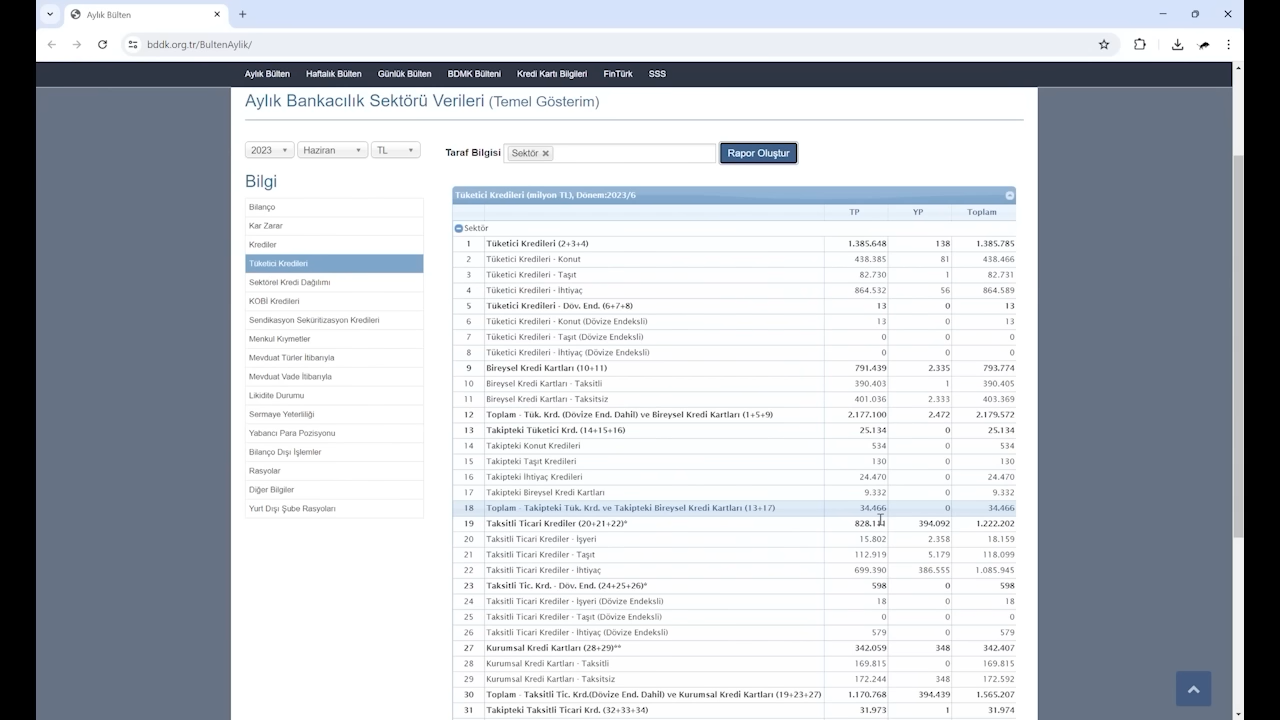 Aylık Bülten
bddk.org.tr/BultenAylik/
Aylık Bülten Haftalık Bülten Günlük Bülten BDMK Bülteni Kredi Kartı Bilgileri FinTürk SSS
Aylık Bankacılık Sektörü Verileri (Temel Gösterim)
2023 Haziran TL Taraf Bilgisi Sektör Rapor Oluştur
Bilgi
Bilanço
Kar Zarar
Krediler
Tüketici Kredileri
Sektörel Kredi Dağılımı
KOBİ Kredileri
Sendikasyon Seküritizasyon Kredileri
Menkul Kıymetler
Mevduat Türler İtibarıyla
Mevduat Vade İtibarıyla
Likidite Durumu
Sermaye Yeterliliği
Yabancı Para Pozisyonu
Bilanço Dışı İşlemler
Rasyolar
Diğer Bilgiler
Yurt Dışı Şube Rasyoları
Tüketici Kredileri (milyon TL), Dönem:2023/6
TP YP Toplam
Sektör
1 Tüketici Kredileri (2+3+4) 1.385.648 138 1.385.785
2 Tüketici Kredileri - Konut 438.385 81 438.466
3 Tüketici Kredileri - Taşıt 82.730 1 82.731
4 Tüketici Kredileri - İhtiyaç 864.532 56 864.589
5 Tüketici Kredileri - Döv. End. (6+7+8) 13 0 13
6 Tüketici Kredileri - Konut (Dövize Endeksli) 13 0 13
7 Tüketici Kredileri - Taşıt (Dövize Endeksli) 0 0 0
8 Tüketici Kredileri - İhtiyaç (Dövize Endeksli) 0 0 0
9 Bireysel Kredi Kartları (10+11) 791.439 2.335 793.774
10 Bireysel Kredi Kartları - Taksitli 390.403 1 390.405
11 Bireysel Kredi Kartları - Taksitsiz 401.036 2.333 403.369
12 Toplam - Tük. Krd. (Dövize End. Dahil) ve Bireysel Kredi Kartları (1+5+9) 2.177.100 2.472 2.179.572
13 Takipteki Tüketici Krd. (14+15+16) 25.134 0 25.134
14 Takipteki Konut Kredileri 534 0 534
15 Takipteki Taşıt Kredileri 130 0 130
16 Takipteki İhtiyaç Kredileri 24.470 0 24.470
17 Takipteki Bireysel Kredi Kartları 9.332 0 9.332
18 Toplam - Takipteki Tük. Krd. ve Takipteki Bireysel Kredi Kartları (13+17) 34.466 0 34.466
19 Taksitli Ticari Krediler (20+21+22)* 394.092 1.222.202
20 Taksitli Ticari Krediler - İşyeri 15.802 2.358 18.159
21 Taksitli Ticari Krediler - Taşıt 112.919 5.179 118.099
22 Taksitli Ticari Krediler - İhtiyaç 699.390 386.555 1.085.945
23 Taksitli Tic. Krd. - Döv. End. (24+25+26)* 598 0 598
24 Taksitli Ticari Krediler - İşyeri (Dövize Endeksli) 18 0 18
25 Taksitli Ticari Krediler - Taşıt (Dövize Endeksli) 0 0 0
26 Taksitli Ticari Krediler - İhtiyaç (Dövize Endeksli) 579 0 579
27 Kurumsal Kredi Kartları (28+29)** 342.059 348 342.407
28 Kurumsal Kredi Kartları - Taksitli 169.815 0 169.815
29 Kurumsal Kredi Kartları - Taksitsiz 172.244 348 172.592
30 Toplam - Taksitli Tic. Krd.(Dövize End. Dahil) ve Kurumsal Kredi Kartları (19+23+27) 1.170.768 394.439 1.565.207
31 Takipteki Taksitli Ticari Krd. (32+33+34) 31.973 1 31.974